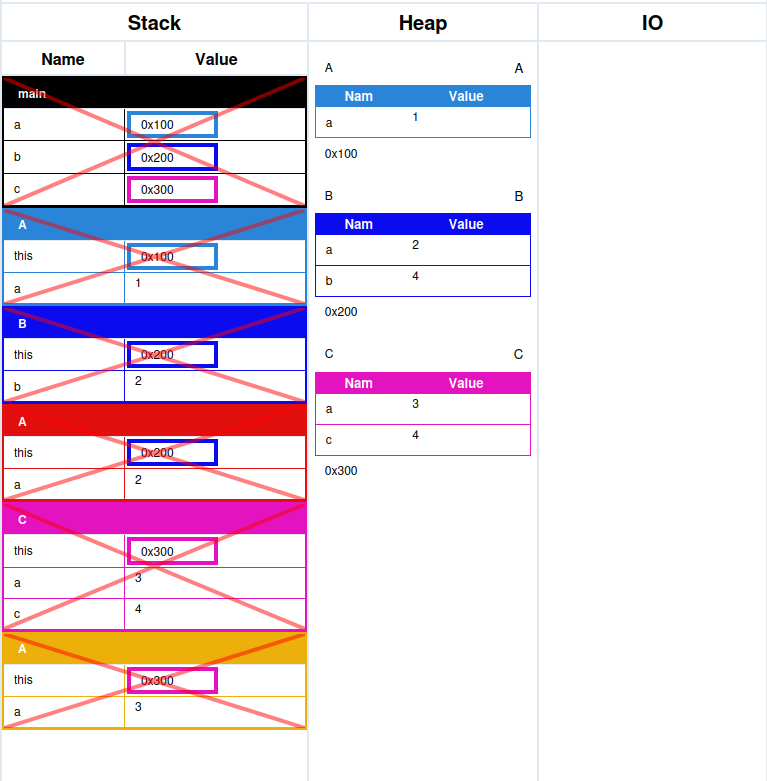 Stack Heap IO
Name Value
main
a 0x100
b 0x200
c 0x300
A
this 0x100
a 1
B
this 0x200
b 2
A
this 0x200
a 2
C
this 0x300
a 3
c 4
A
this 0x300
a 3
A A
Nam Value
a 1
0x100
B B
Nam Value
a 2
b 4
0x200
C C
Nam Value
a 3
c 4
0x300